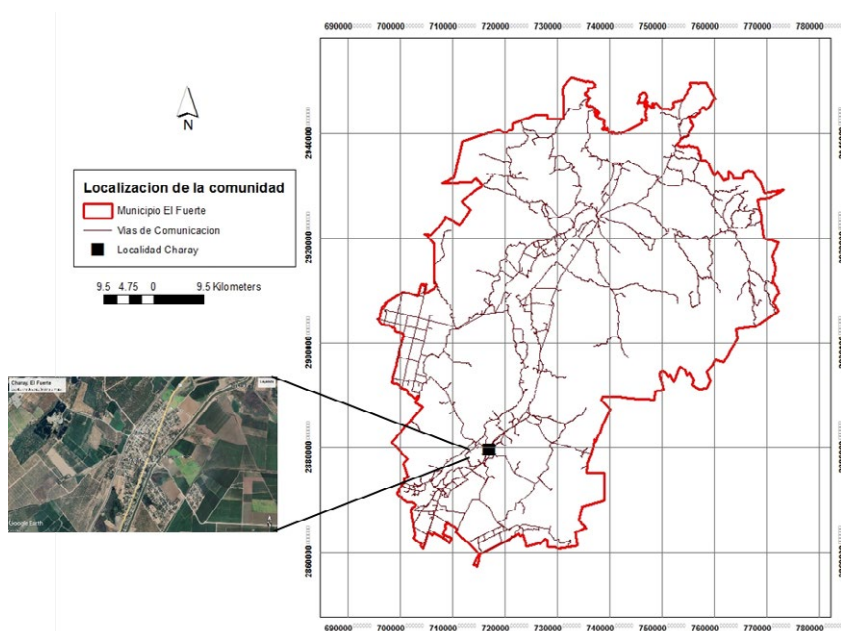 690000 700000 710000 720000 730000 740000 750000 760000 770000 780000
N
Localizacion de la comunidad
Municipio El Fuerte
Vias de Comunicacion
Localidad Charay
9.5 4.75 0 9.5 Kilometers
2940000
2920000
2900000
2880000
2860000
Charay, El Fuerte
Google Earth
690000 700000 710000 720000 730000 740000 750000 760000 770000 780000